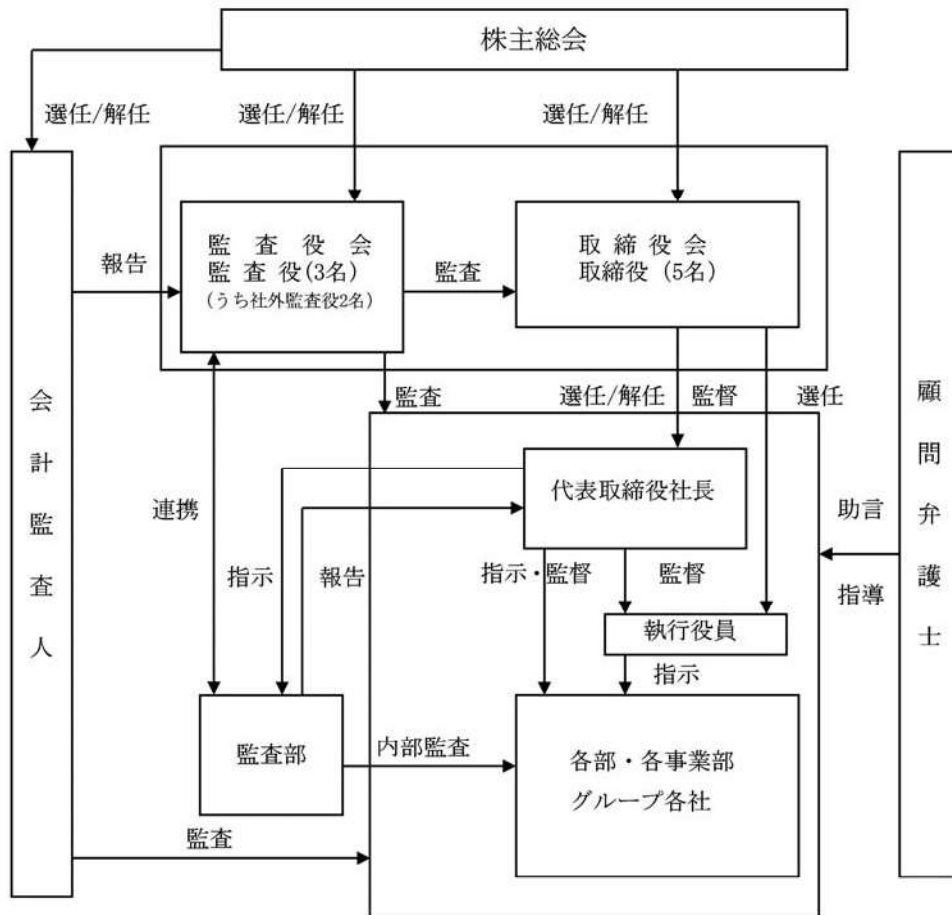 株主総会
選任/解任
選任/解任
選任/解任
監査役会
監査役(3名)
(うち社外監査役2名)
取締役会
取締役(5名)
報告
監査
監査
選任/解任
監督
選任
会計監査人
顧問弁護士
代表取締役社長
連携
指示
報告
指示・監督
監督
助言
指導
執行役員
指示
監査部
内部監査
各部・各事業部
グループ各社
監査